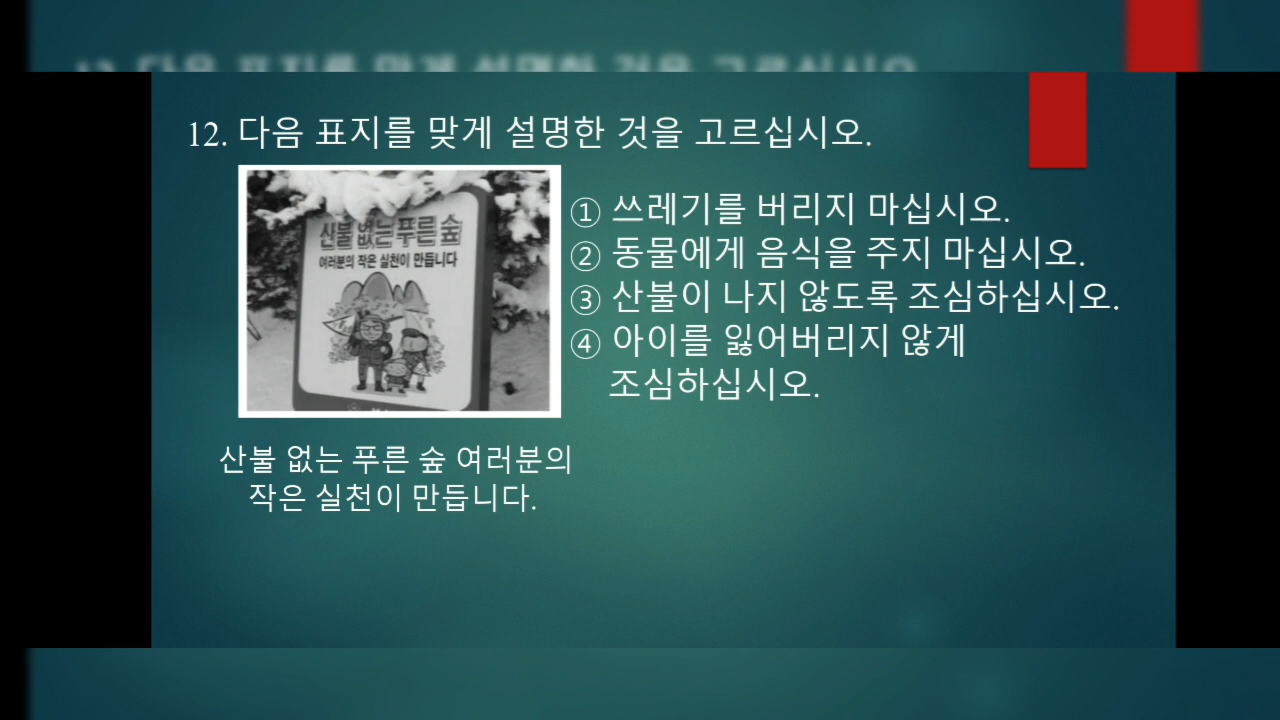 12. 다음 표지를 맞게 설명한 것을 고르십시오.
산불 없는 푸른 숲
여러분의 작은 실천이 만듭니다
① 쓰레기를 버리지 마십시오.
② 동물에게 음식을 주지 마십시오.
③ 산불이 나지 않도록 조심하십시오.
④ 아이를 잃어버리지 않게
조심하십시오.
산불 없는 푸른 숲 여러분의
작은 실천이 만듭니다.